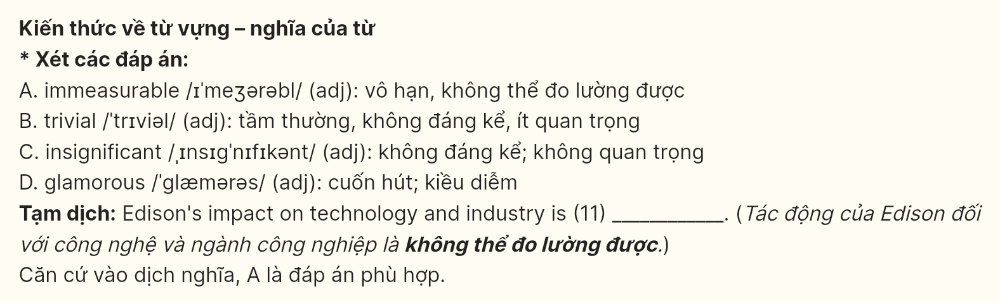 Kiến thức về từ vựng – nghĩa của từ
* Xét các đáp án:
A. immeasurable /ɪˈmeʒərəbl/ (adj): vô hạn, không thể đo lường được
B. trivial /ˈtrɪviəl/ (adj): tầm thường, không đáng kể, ít quan trọng
C. insignificant /ˌɪnsɪɡˈnɪfɪkənt/ (adj): không đáng kể; không quan trọng
D. glamorous /ˈɡlæmərəs/ (adj): cuốn hút; kiều diễm
Tạm dịch: Edison's impact on technology and industry is (11) ___________. (Tác động của Edison đối
với công nghệ và ngành công nghiệp là không thể đo lường được.)
Căn cứ vào dịch nghĩa, A là đáp án phù hợp.